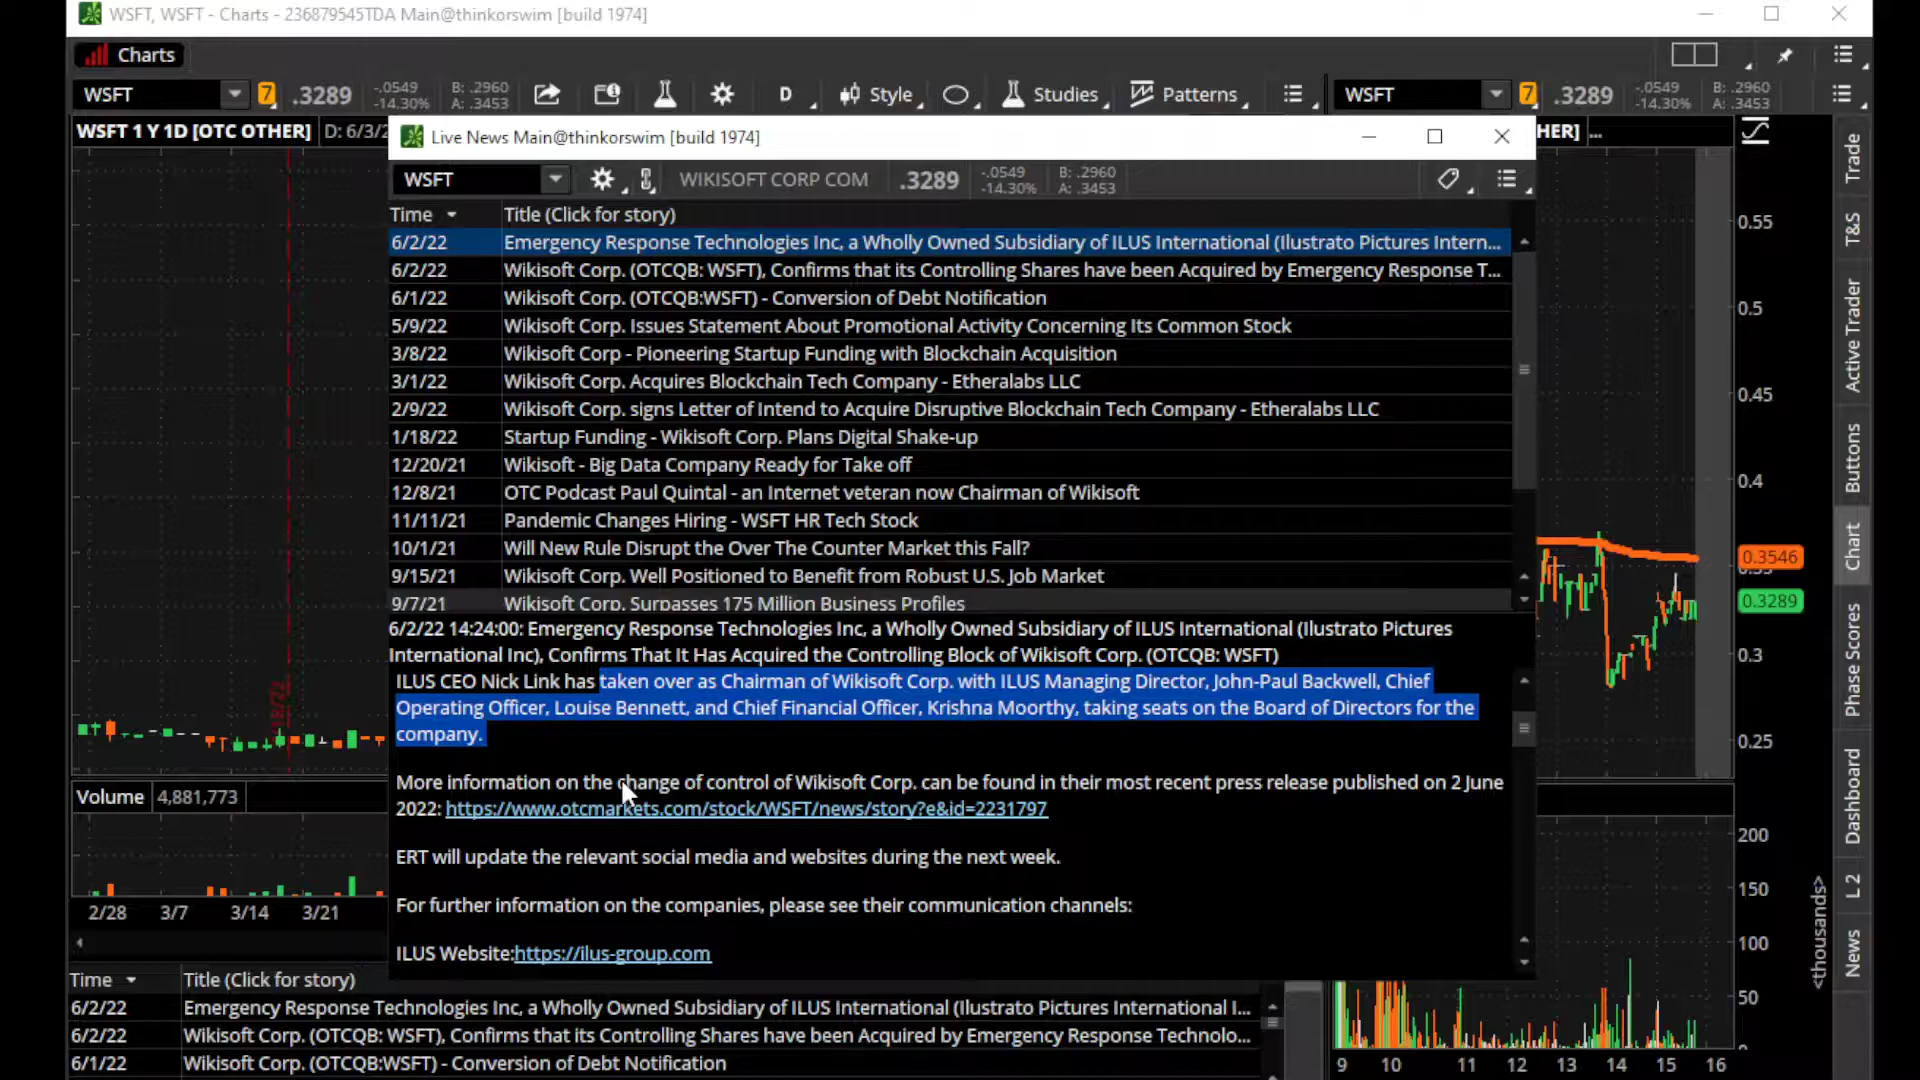 WSFT, WSFT - Charts - 236879545TDA Main@thinkorswim [build 1974]
Charts
WSFT 7 .3289 -.0549 -14.30% B: .2960 A: .3453 D Style Studies Patterns WSFT 7 .3289 -.0549 -14.30% B: .2960 A: .3453
WSFT 1 Y 1D [OTC OTHER] D: 6/3/2 HER] ...
Live News Main@thinkorswim [build 1974]
WSFT WIKISOFT CORP COM .3289 -.0549 -14.30% B: .2960 A: .3453
Time Title (Click for story)
6/2/22 Emergency Response Technologies Inc, a Wholly Owned Subsidiary of ILUS International (Ilustrato Pictures Intern...
6/2/22 Wikisoft Corp. (OTCQB: WSFT), Confirms that its Controlling Shares have been Acquired by Emergency Response T...
6/1/22 Wikisoft Corp. (OTCQB:WSFT) - Conversion of Debt Notification
5/9/22 Wikisoft Corp. Issues Statement About Promotional Activity Concerning Its Common Stock
3/8/22 Wikisoft Corp - Pioneering Startup Funding with Blockchain Acquisition
3/1/22 Wikisoft Corp. Acquires Blockchain Tech Company - Etheralabs LLC
2/9/22 Wikisoft Corp. signs Letter of Intend to Acquire Disruptive Blockchain Tech Company - Etheralabs LLC
1/18/22 Startup Funding - Wikisoft Corp. Plans Digital Shake-up
12/20/21 Wikisoft - Big Data Company Ready for Take off
12/8/21 OTC Podcast Paul Quintal - an Internet veteran now Chairman of Wikisoft
11/11/21 Pandemic Changes Hiring - WSFT HR Tech Stock
10/1/21 Will New Rule Disrupt the Over The Counter Market this Fall?
9/15/21 Wikisoft Corp. Well Positioned to Benefit from Robust U.S. Job Market
9/7/21 Wikisoft Corp. Surpasses 175 Million Business Profiles
6/2/22 14:24:00: Emergency Response Technologies Inc, a Wholly Owned Subsidiary of ILUS International (Ilustrato Pictures
International Inc), Confirms That It Has Acquired the Controlling Block of Wikisoft Corp. (OTCQB: WSFT)
ILUS CEO Nick Link has taken over as Chairman of Wikisoft Corp. with ILUS Managing Director, John-Paul Backwell, Chief
Operating Officer, Louise Bennett, and Chief Financial Officer, Krishna Moorthy, taking seats on the Board of Directors for the
company.
More information on the change of control of Wikisoft Corp. can be found in their most recent press release published on 2 June
2022: https://www.otcmarkets.com/stock/WSFT/news/story?e&id=2231797
ERT will update the relevant social media and websites during the next week.
For further information on the companies, please see their communication channels:
ILUS Website:https://ilus-group.com
0.55
0.5
0.45
0.4
0.3546
0.3289
0.3
0.25
Volume 4,881,773
2/28 3/7 3/14 3/21
200
150
100
50
<thousands>
9 10 11 12 13 14 15 16
Trade
T&S
Active Trader
Buttons
Chart
Phase Scores
Dashboard
L 2
News
Time Title (Click for story)
6/2/22 Emergency Response Technologies Inc, a Wholly Owned Subsidiary of ILUS International (Ilustrato Pictures International I...
6/2/22 Wikisoft Corp. (OTCQB: WSFT), Confirms that its Controlling Shares have been Acquired by Emergency Response Technolo...
6/1/22 Wikisoft Corp. (OTCQB:WSFT) - Conversion of Debt Notification